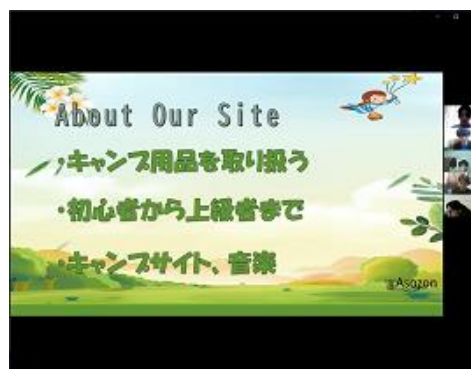 About Our Site
・キャンプ用品を取り扱う
・初心者から上級者まで
・キャンプサイト、音楽
Asozon